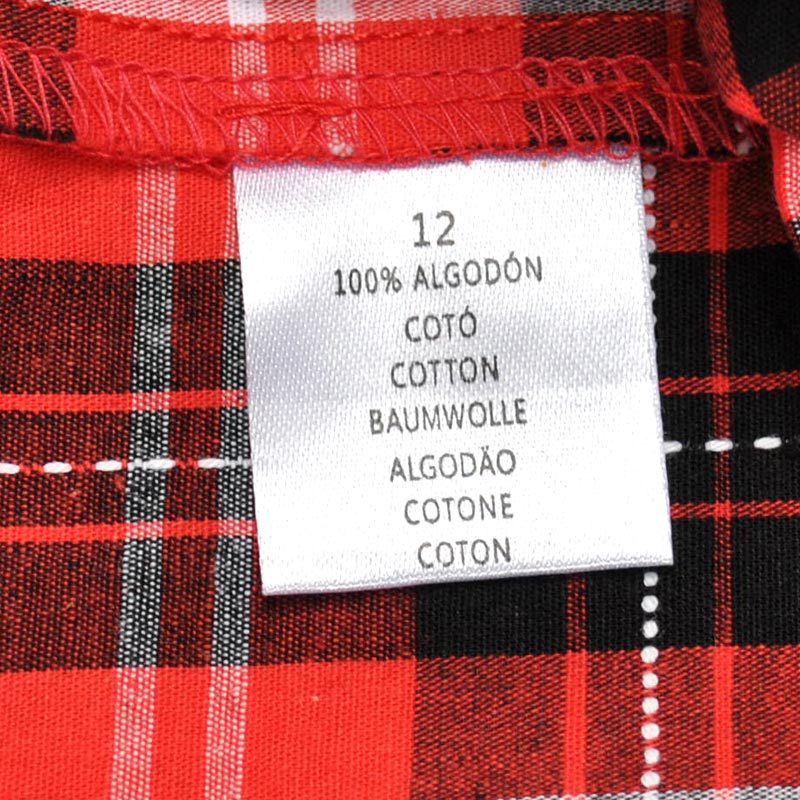 12
100% ALGODÓN
COTÓ
COTTON
BAUMWOLLE
ALGODÃO
COTONE
COTON